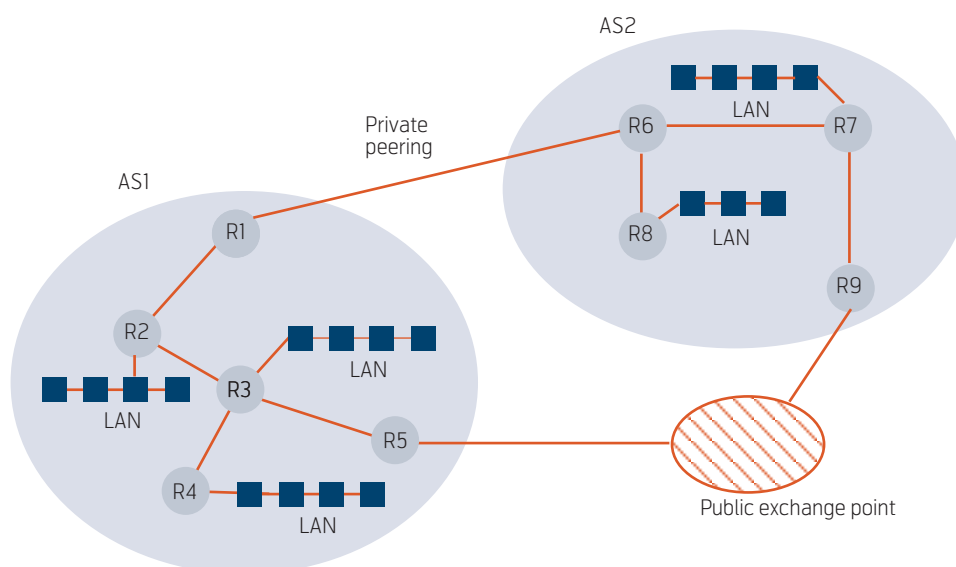 AS2
LAN
R6
R7
Private
peering
AS1
R8
LAN
R1
R9
R2
LAN
R3
LAN
R5
R4
LAN
Public exchange point